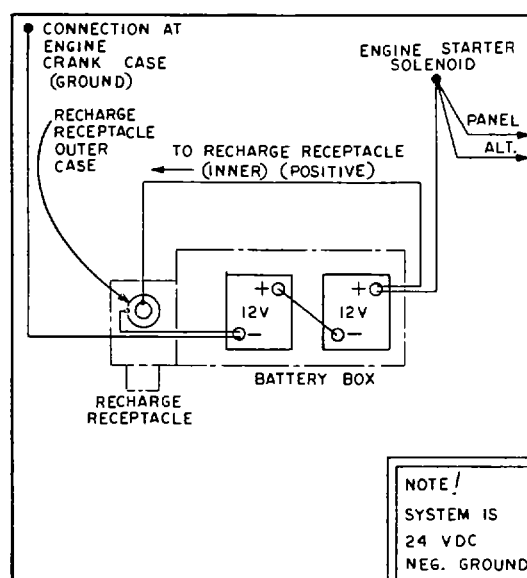 CONNECTION AT
ENGINE
CRANK CASE
(GROUND)
ENGINE STARTER
SOLENOID
PANEL
ALT.
RECHARGE
RECEPTACLE
OUTER
CASE
TO RECHARGE RECEPTACLE
(INNER) (POSITIVE)
+
12V
-
+
12V
-
BATTERY BOX
RECHARGE
RECEPTACLE
NOTE!
SYSTEM IS
24 VDC
NEG. GROUND